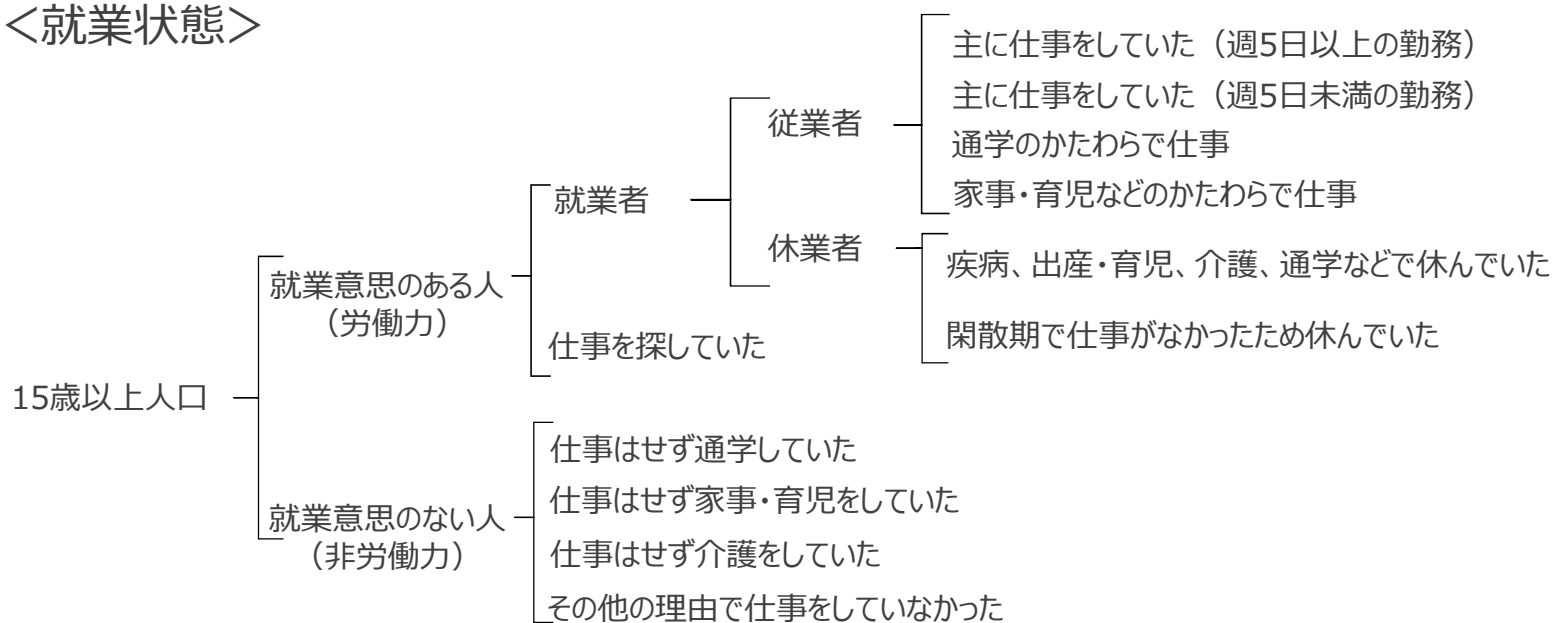 ＜就業状態＞
主に仕事をしていた（週5日以上の勤務）
主に仕事をしていた（週5日未満の勤務）
従業者
通学のかたわらで仕事
家事・育児などのかたわらで仕事
就業者
休業者
疾病、出産・育児、介護、通学などで休んでいた
就業意思のある人
（労働力）
仕事を探していた
閑散期で仕事がなかったため休んでいた
15歳以上人口
仕事はせず通学していた
仕事はせず家事・育児をしていた
就業意思のない人
（非労働力）
仕事はせず介護をしていた
その他の理由で仕事をしていなかった